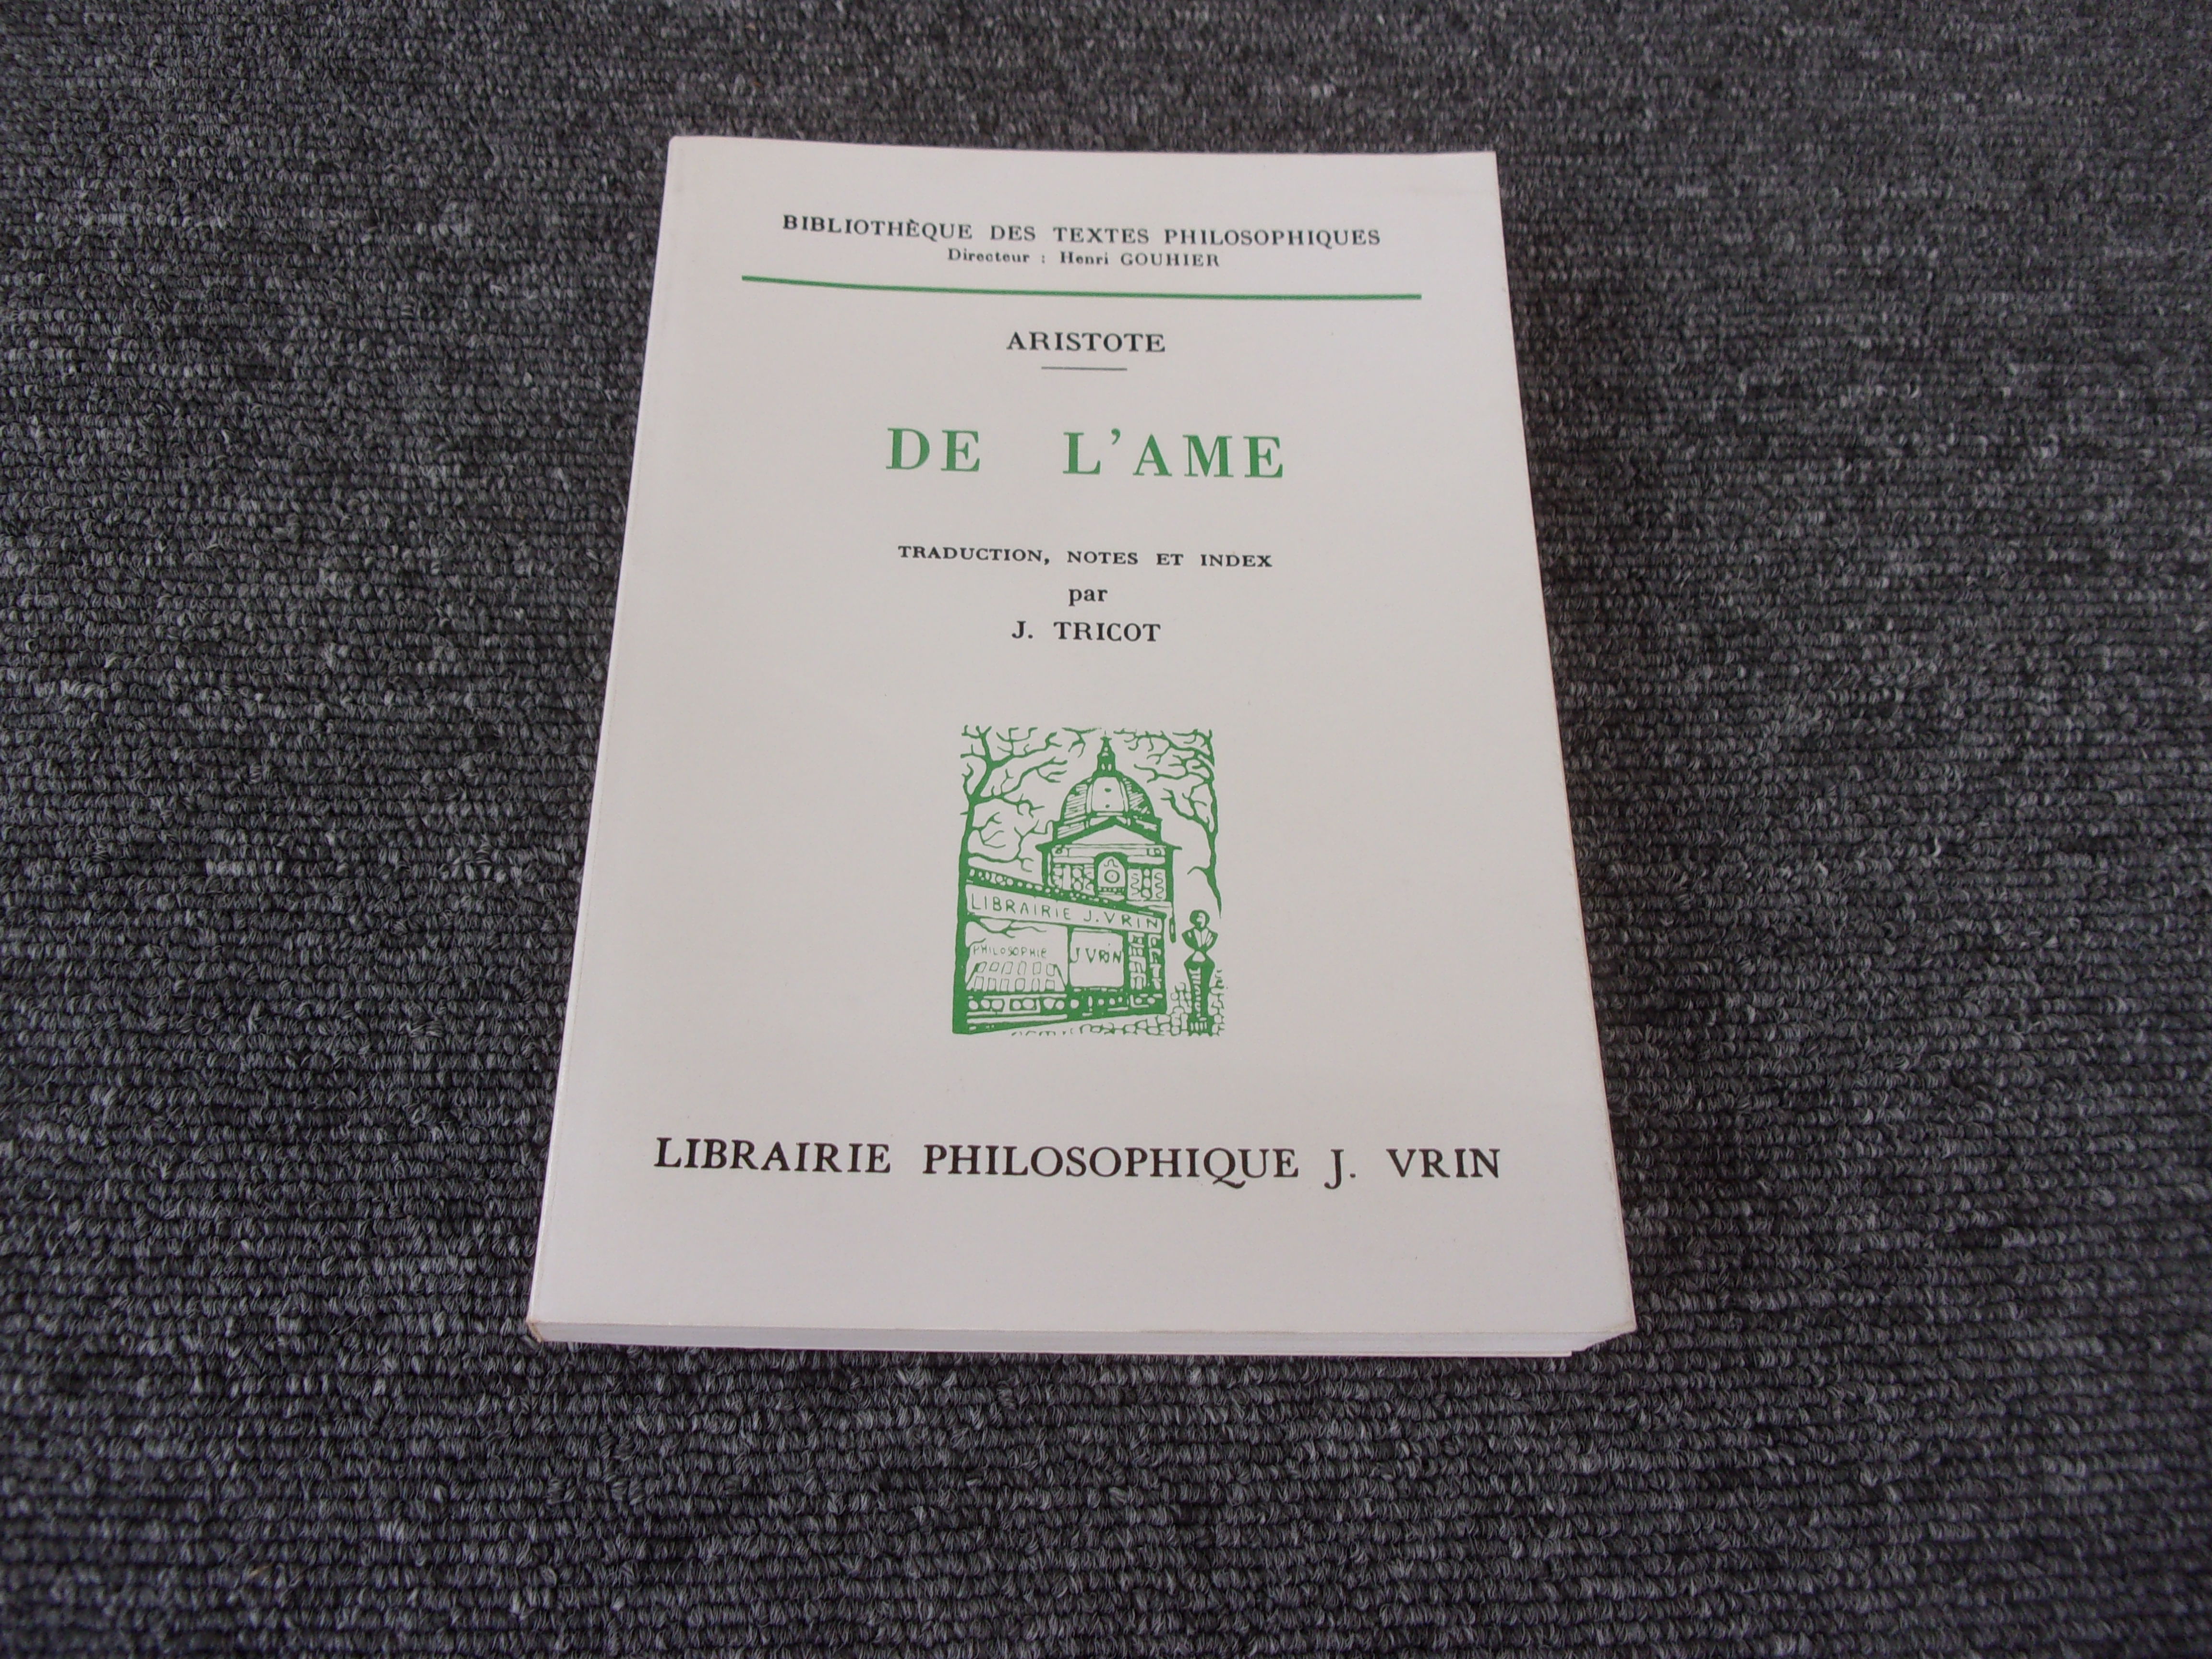 BIBLIOTHÈQUE DES TEXTES PHILOSOPHIQUES
Directeur : Henri GOUHIER
ARISTOTE
DE L'AME
TRADUCTION, NOTES ET INDEX
par
J. TRICOT
LIBRAIRIE J. VRIN
PHILOSOPHIE
J VRIN
LIBRAIRIE PHILOSOPHIQUE J. VRIN